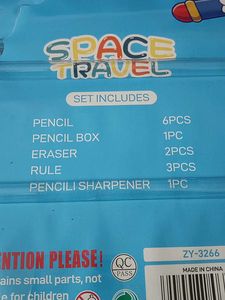 SPACE
TRAVEL
SET INCLUDES
PENCIL 6PCS
PENCIL BOX 1PC
ERASER 2PCS
RULE 3PCS
PENCILI SHARPENER 1PC
ENTION PLEASE!
ains small parts, not
le for children
QC
PASS
ZY-3266
MADE IN CHINA